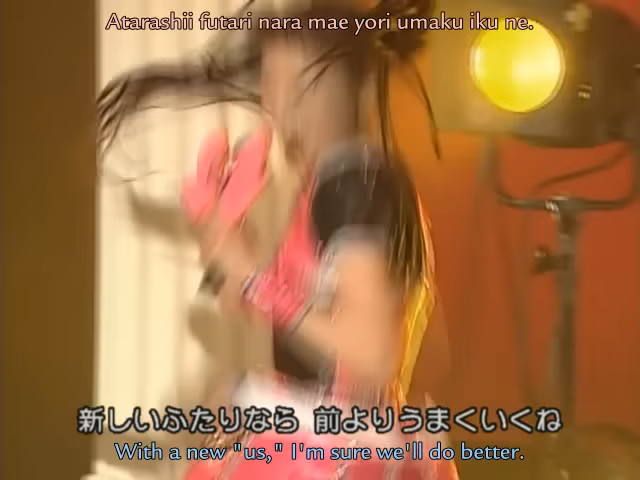 Atarashii futari nara mae yori umaku iku ne.
新しいふたりなら 前よりうまくいくね
With a new "us," I'm sure we'll do better.